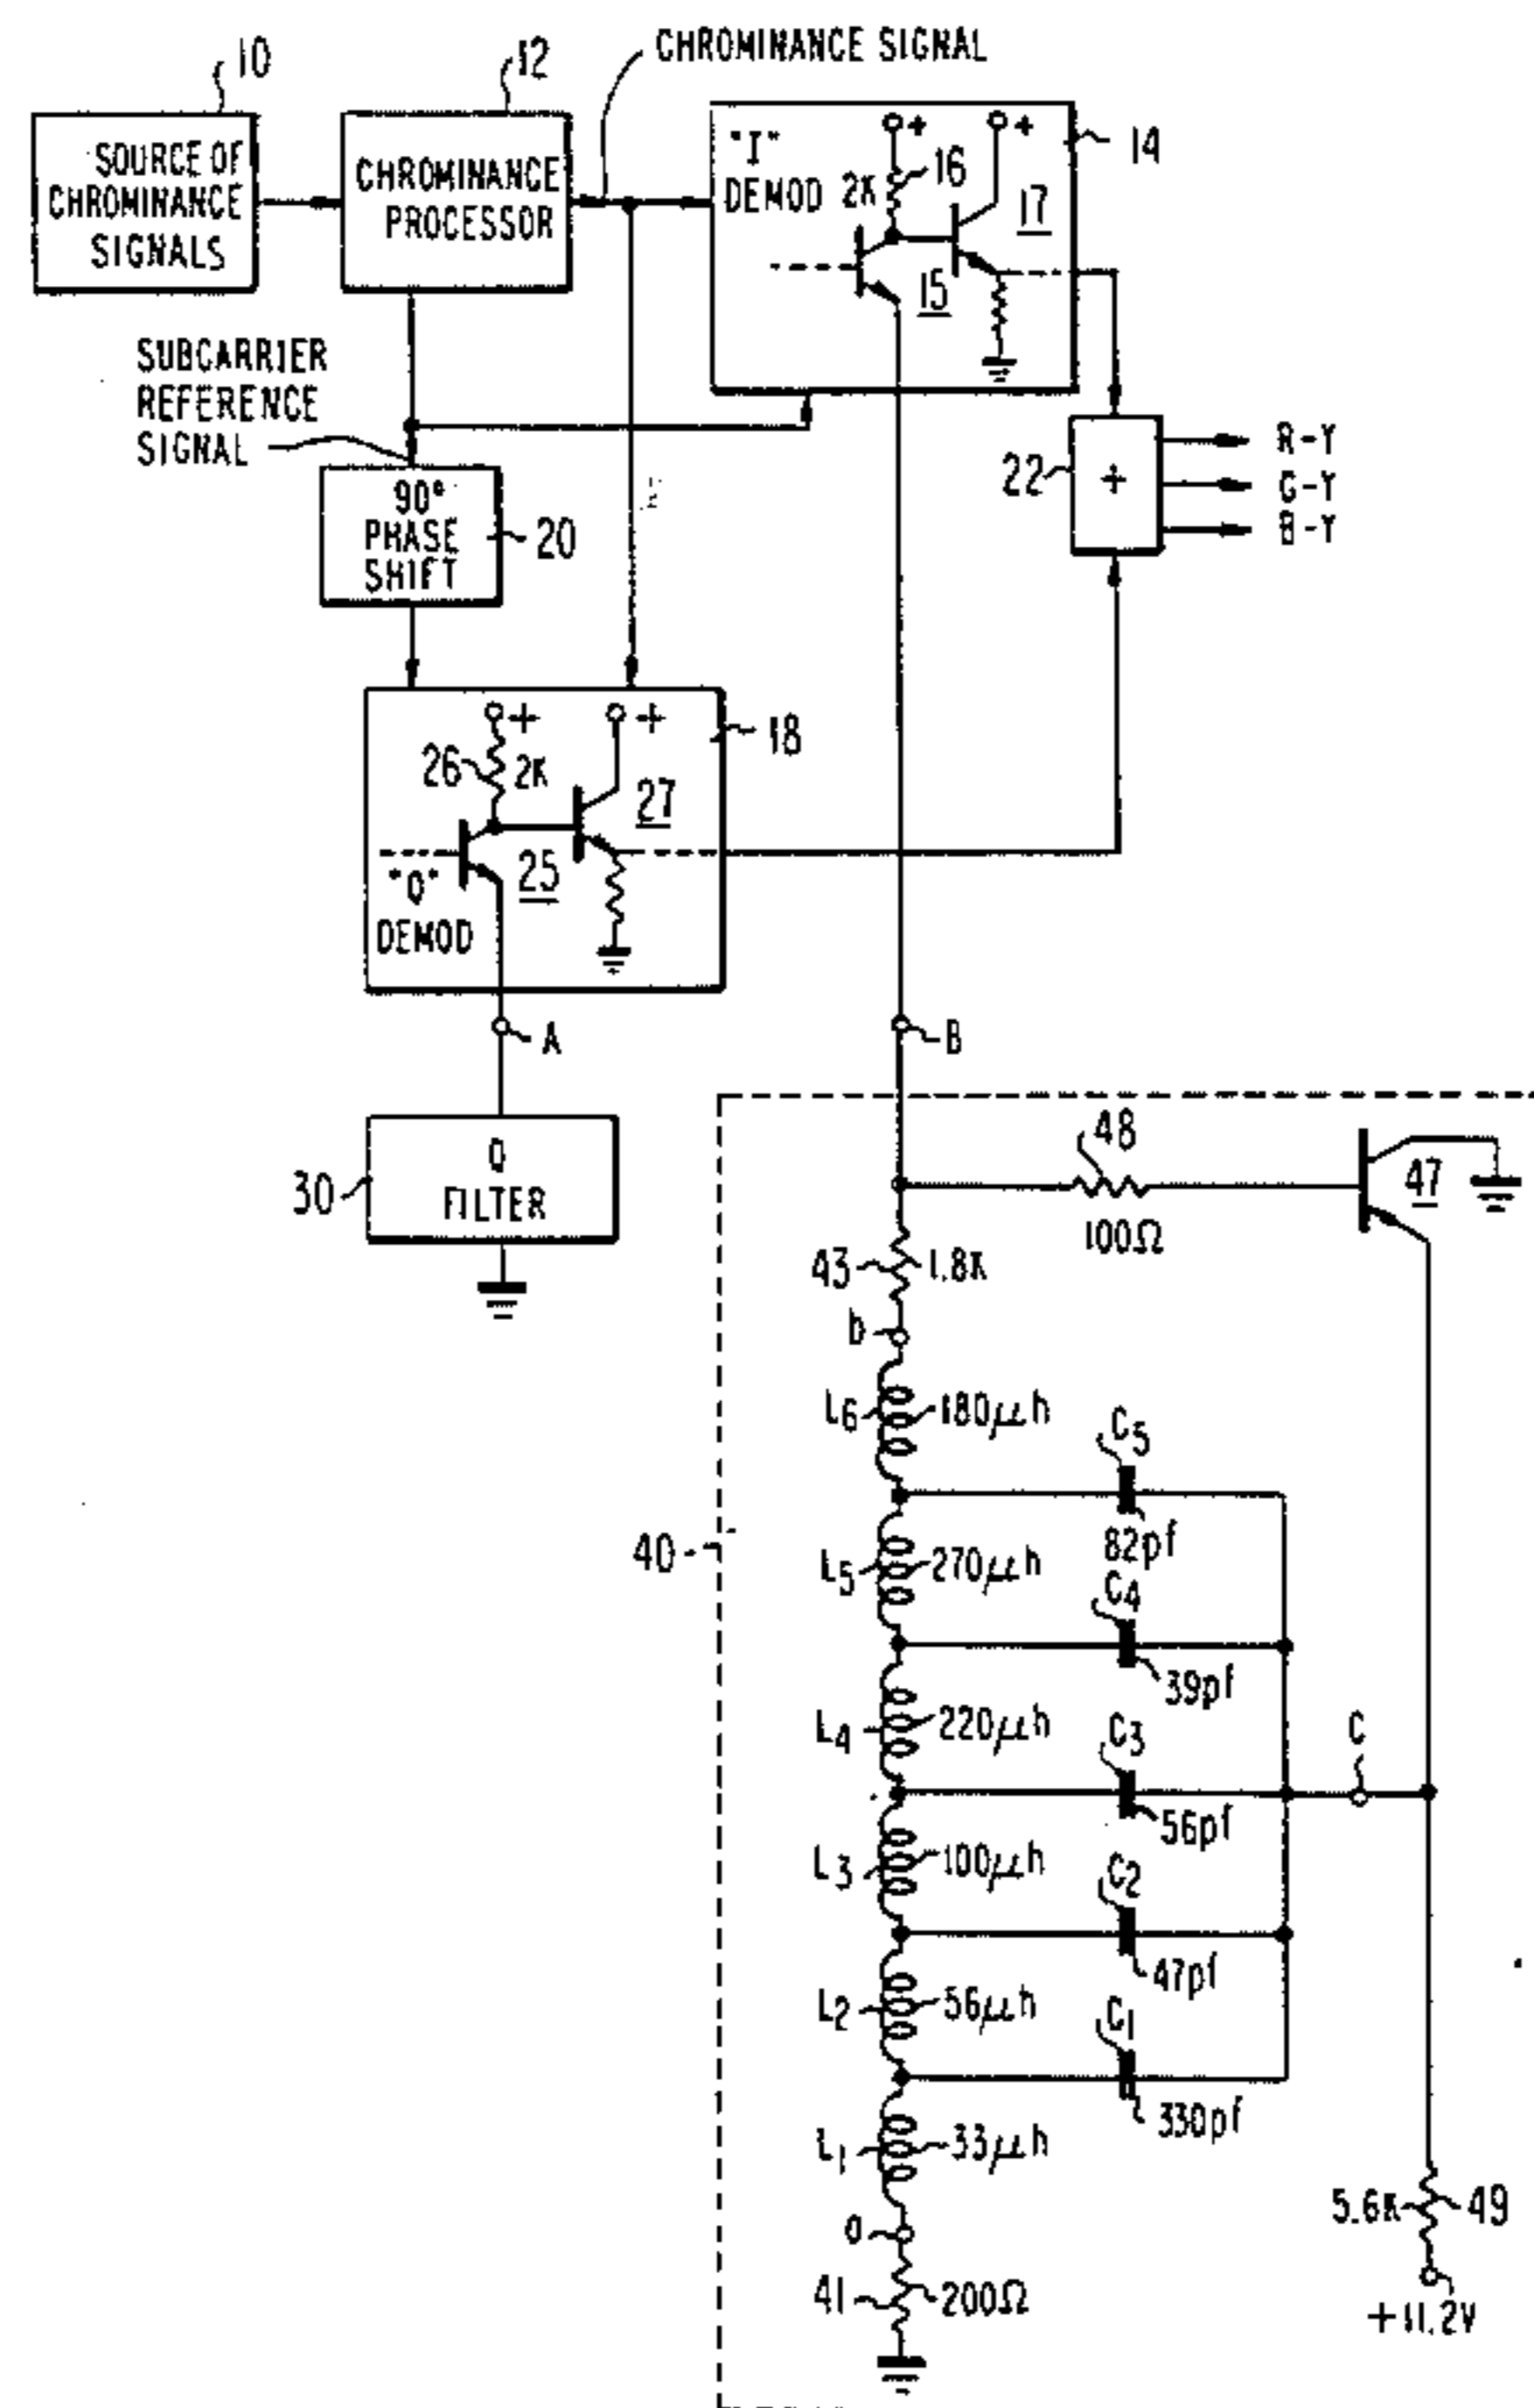 10
SOURCE OF
CHROMINANCE
SIGNALS
12
CHROMINANCE
PROCESSOR
CHROMINANCE SIGNAL
"I"
DEMOD
2K
16
+
+
17
15
14
SUBCARRIER
REFERENCE
SIGNAL
90°
PHASE
SHIFT
20
22
+
R-Y
G-Y
B-Y
18
26
2K
+
+
27
25
"Q"
DEMOD
A
B
30
Q
FILTER
48
100Ω
47
43
1.8K
b
L6
180μh
C5
82pf
40
L5
270μh
C4
39pf
L4
220μh
C3
56pf
C
L3
100μh
C2
47pf
L2
56μh
C1
330pf
L1
33μh
a
41
200Ω
5.6K
49
+11.2V